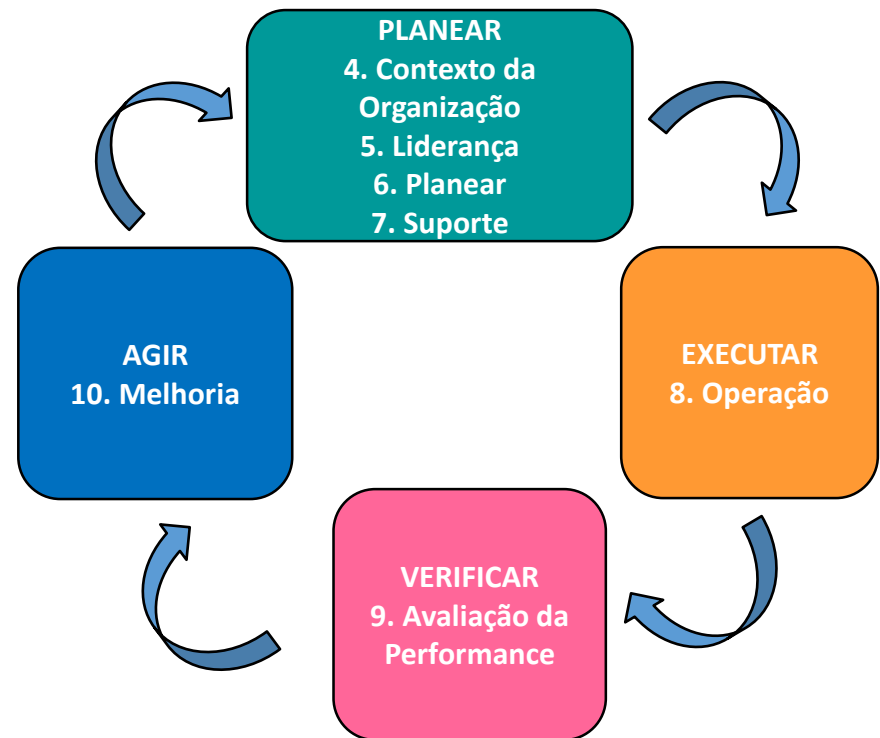 PLANEAR
4. Contexto da
Organização
5. Liderança
6. Planear
7. Suporte
AGIR
10. Melhoria
EXECUTAR
8. Operação
VERIFICAR
9. Avaliação da
Performance